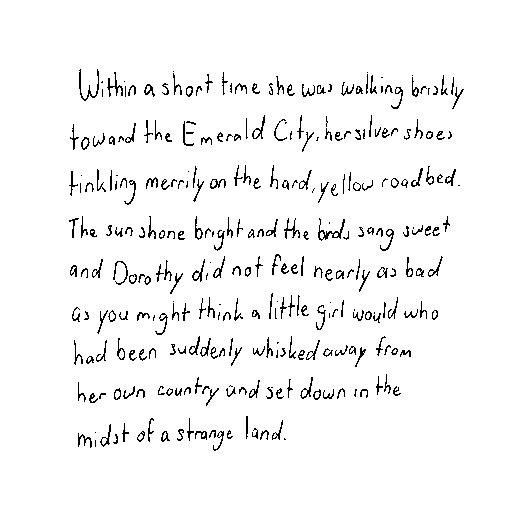 Within a short time she was walking briskly
toward the Emerald City, her silver shoes
tinkling merrily on the hard, yellow roadbed.
The sun shone bright and the birds sang sweet
and Dorothy did not feel nearly as bad
as you might think a little girl would who
had been suddenly whisked away from
her own country and set down in the
midst of a strange land.